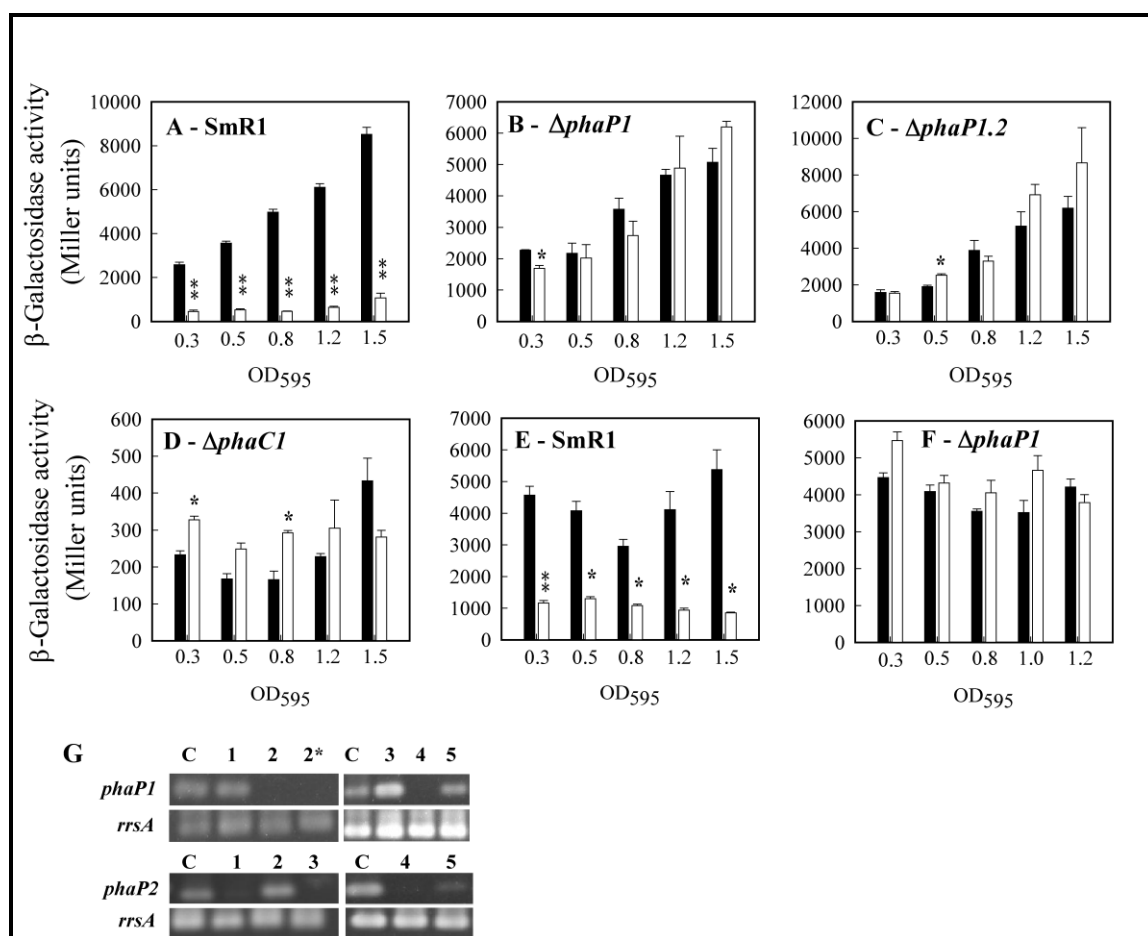 β-Galactosidase activity
(Miller units)
A - SmR1
10000
8000
6000
4000
2000
0
** ** ** ** **
0.3 0.5 0.8 1.2 1.5
OD595
B - ΔphaP1
7000
6000
5000
4000
3000
2000
1000
0
*
0.3 0.5 0.8 1.2 1.5
OD595
C - ΔphaP1.2
12000
10000
8000
6000
4000
2000
0
*
0.3 0.5 0.8 1.2 1.5
OD595
β-Galactosidase activity
(Miller units)
D - ΔphaC1
600
500
400
300
200
100
0
* *
0.3 0.5 0.8 1.2 1.5
OD595
E - SmR1
7000
6000
5000
4000
3000
2000
1000
0
** * * * *
0.3 0.5 0.8 1.2 1.5
OD595
F - ΔphaP1
6000
5000
4000
3000
2000
1000
0
0.3 0.5 0.8 1.0 1.2
OD595
G
C 1 2 2* C 3 4 5
phaP1
rrsA
C 1 2 3 C 4 5
phaP2
rrsA